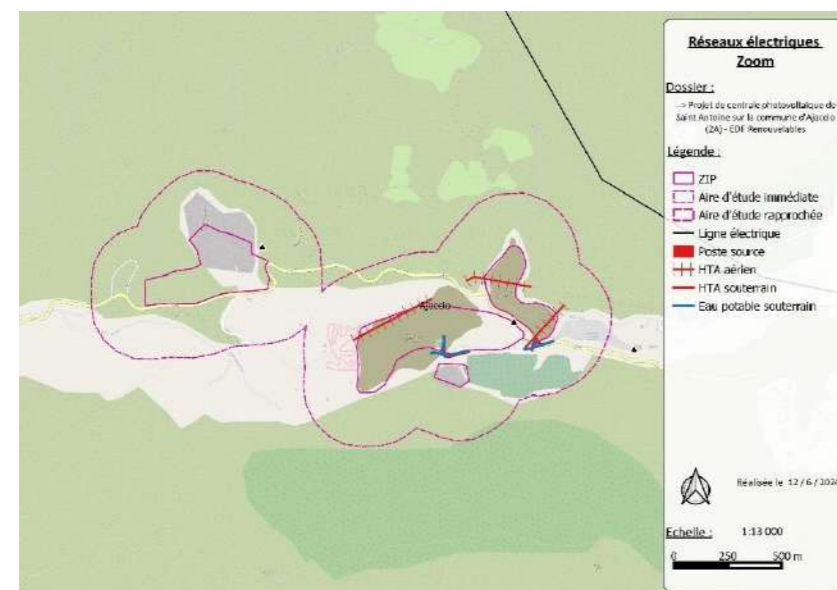 Ajaccio
Réseaux électriques
Zoom
Dossier :
--> Projet de centrale photovoltaïque de
Saint Antoine sur la commune d'Ajaccio
(2A) - EDF Renouvelables
Légende :
ZIP
Aire d'étude immédiate
Aire d'étude rapprochée
Ligne électrique
Poste source
HTA aérien
HTA souterrain
Eau potable souterrain
Réalisée le 12 / 6 / 2024
Echelle : 1:13 000
0 250 500 m